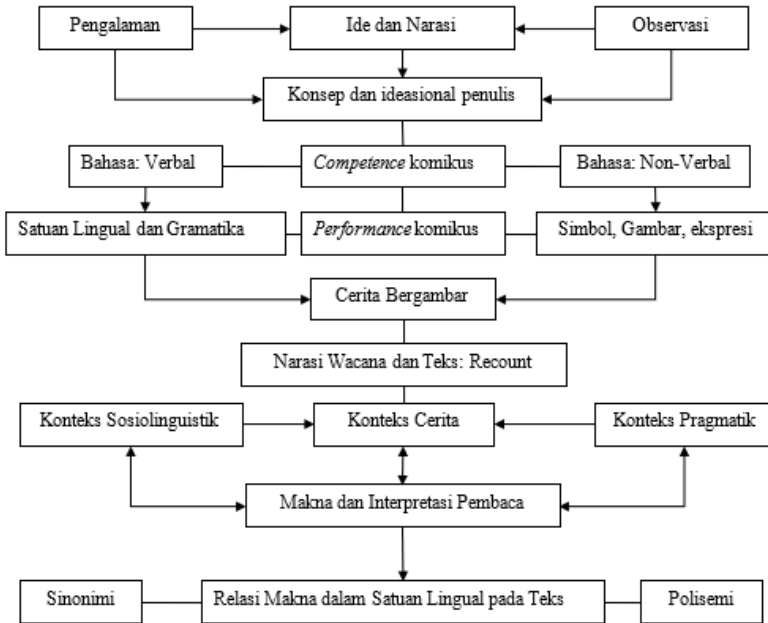 Pengalaman
Ide dan Narasi
Observasi
Konsep dan ideasional penulis
Bahasa: Verbal
Competence komikus
Bahasa: Non-Verbal
Satuan Lingual dan Gramatika
Performance komikus
Simbol, Gambar, ekspresi
Cerita Bergambar
Narasi Wacana dan Teks: Recount
Konteks Sosiolinguistik
Konteks Cerita
Konteks Pragmatik
Makna dan Interpretasi Pembaca
Sinonimi
Relasi Makna dalam Satuan Lingual pada Teks
Polisemi